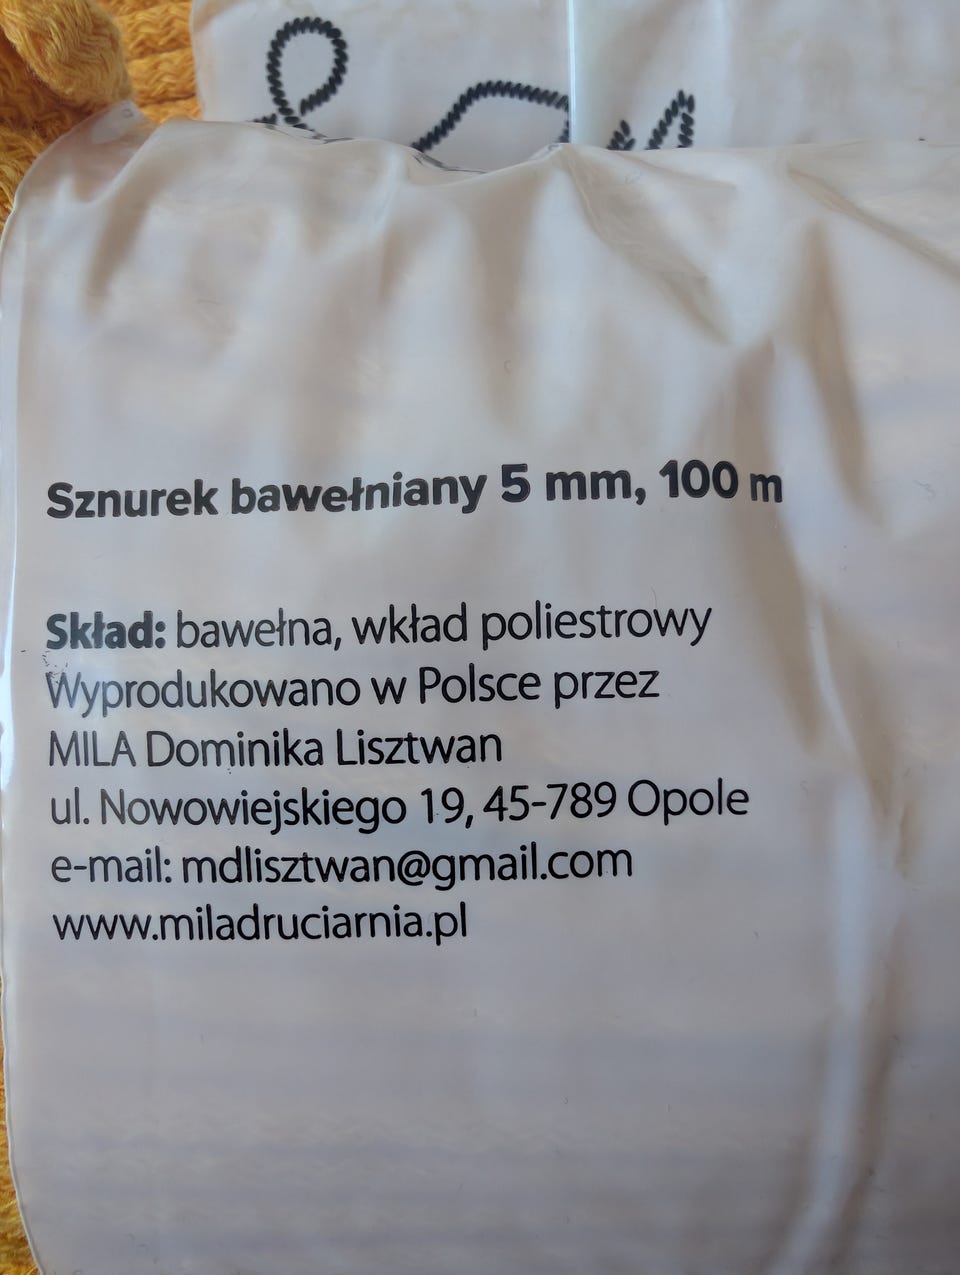 Sznurek bawełniany 5 mm, 100 m
Skład: bawełna, wkład poliestrowy
Wyprodukowano w Polsce przez
MILA Dominika Lisztwan
ul. Nowowiejskiego 19, 45-789 Opole
e-mail: mdlisztwan@gmail.com
www.miladruciarnia.pl